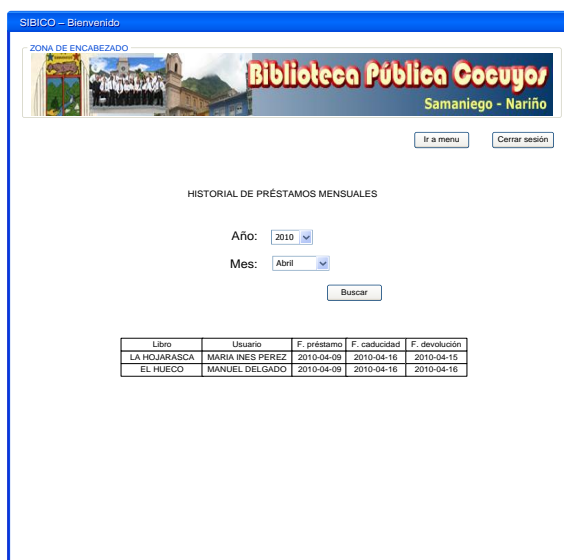 SIBICO – Bienvenido
ZONA DE ENCABEZADO
Biblioteca Pública Cocuyos
Samaniego - Nariño
Ir a menu Cerrar sesión
HISTORIAL DE PRÉSTAMOS MENSUALES
Año: 2010
Mes: Abril
Buscar
Libro Usuario F. préstamo F. caducidad F. devolución
LA HOJARASCA MARIA INES PEREZ 2010-04-09 2010-04-16 2010-04-15
EL HUECO MANUEL DELGADO 2010-04-09 2010-04-16 2010-04-16